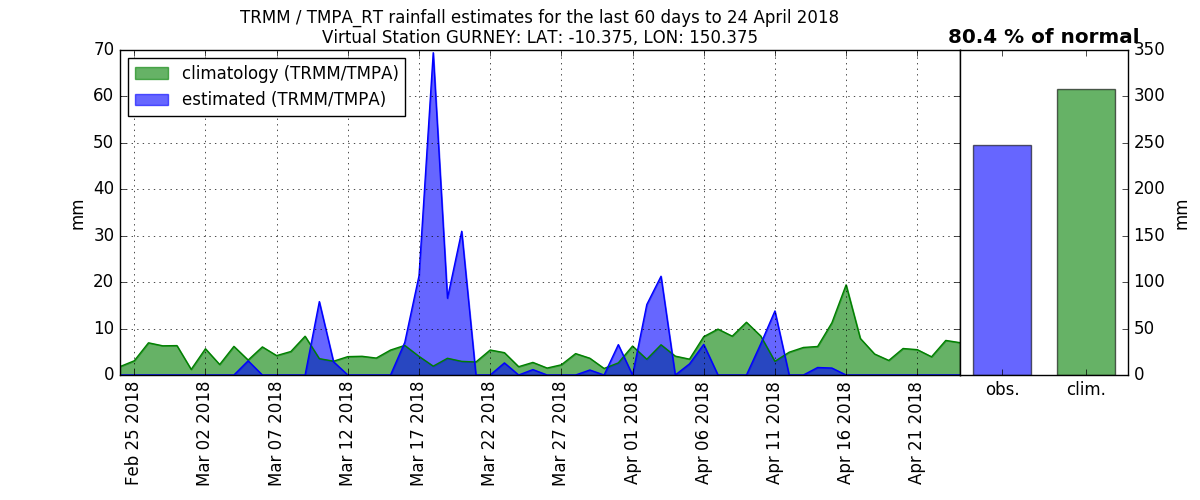 TRMM / TMPA_RT rainfall estimates for the last 60 days to 24 April 2018
Virtual Station GURNEY: LAT: -10.375, LON: 150.375
80.4 % of normal
climatology (TRMM/TMPA)
estimated (TRMM/TMPA)
mm
70
60
50
40
30
20
10
0
Feb 25 2018
Mar 02 2018
Mar 07 2018
Mar 12 2018
Mar 17 2018
Mar 22 2018
Mar 27 2018
Apr 01 2018
Apr 06 2018
Apr 11 2018
Apr 16 2018
Apr 21 2018
obs.
clim.
350
300
250
200
150
100
50
0
mm